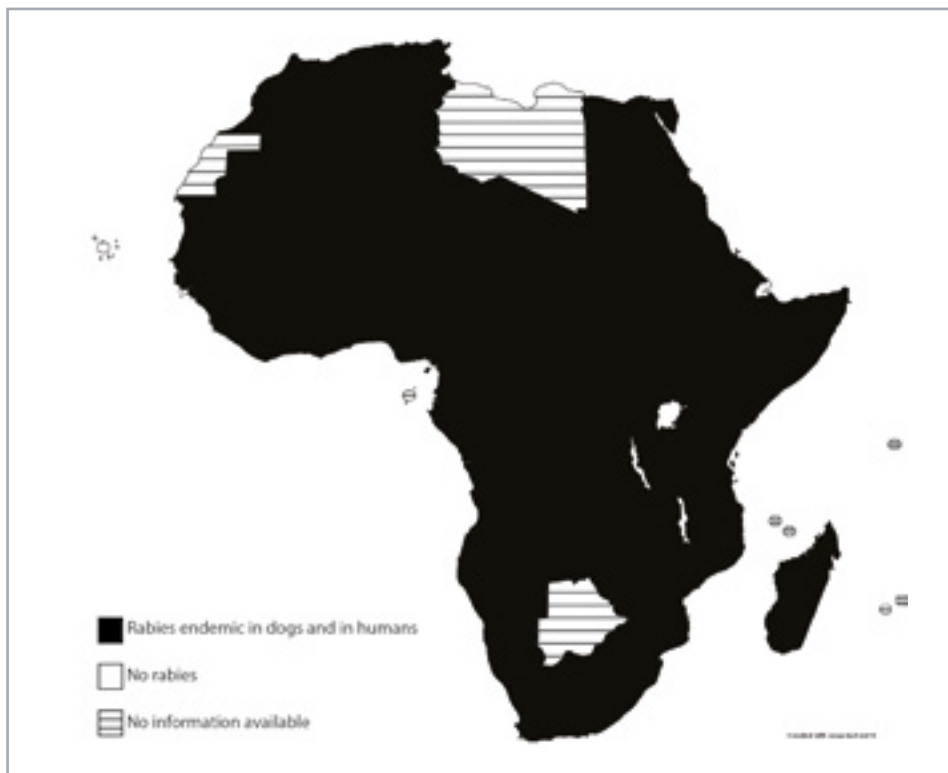 Rabies endemic in dogs and in humans
No rabies
No information available